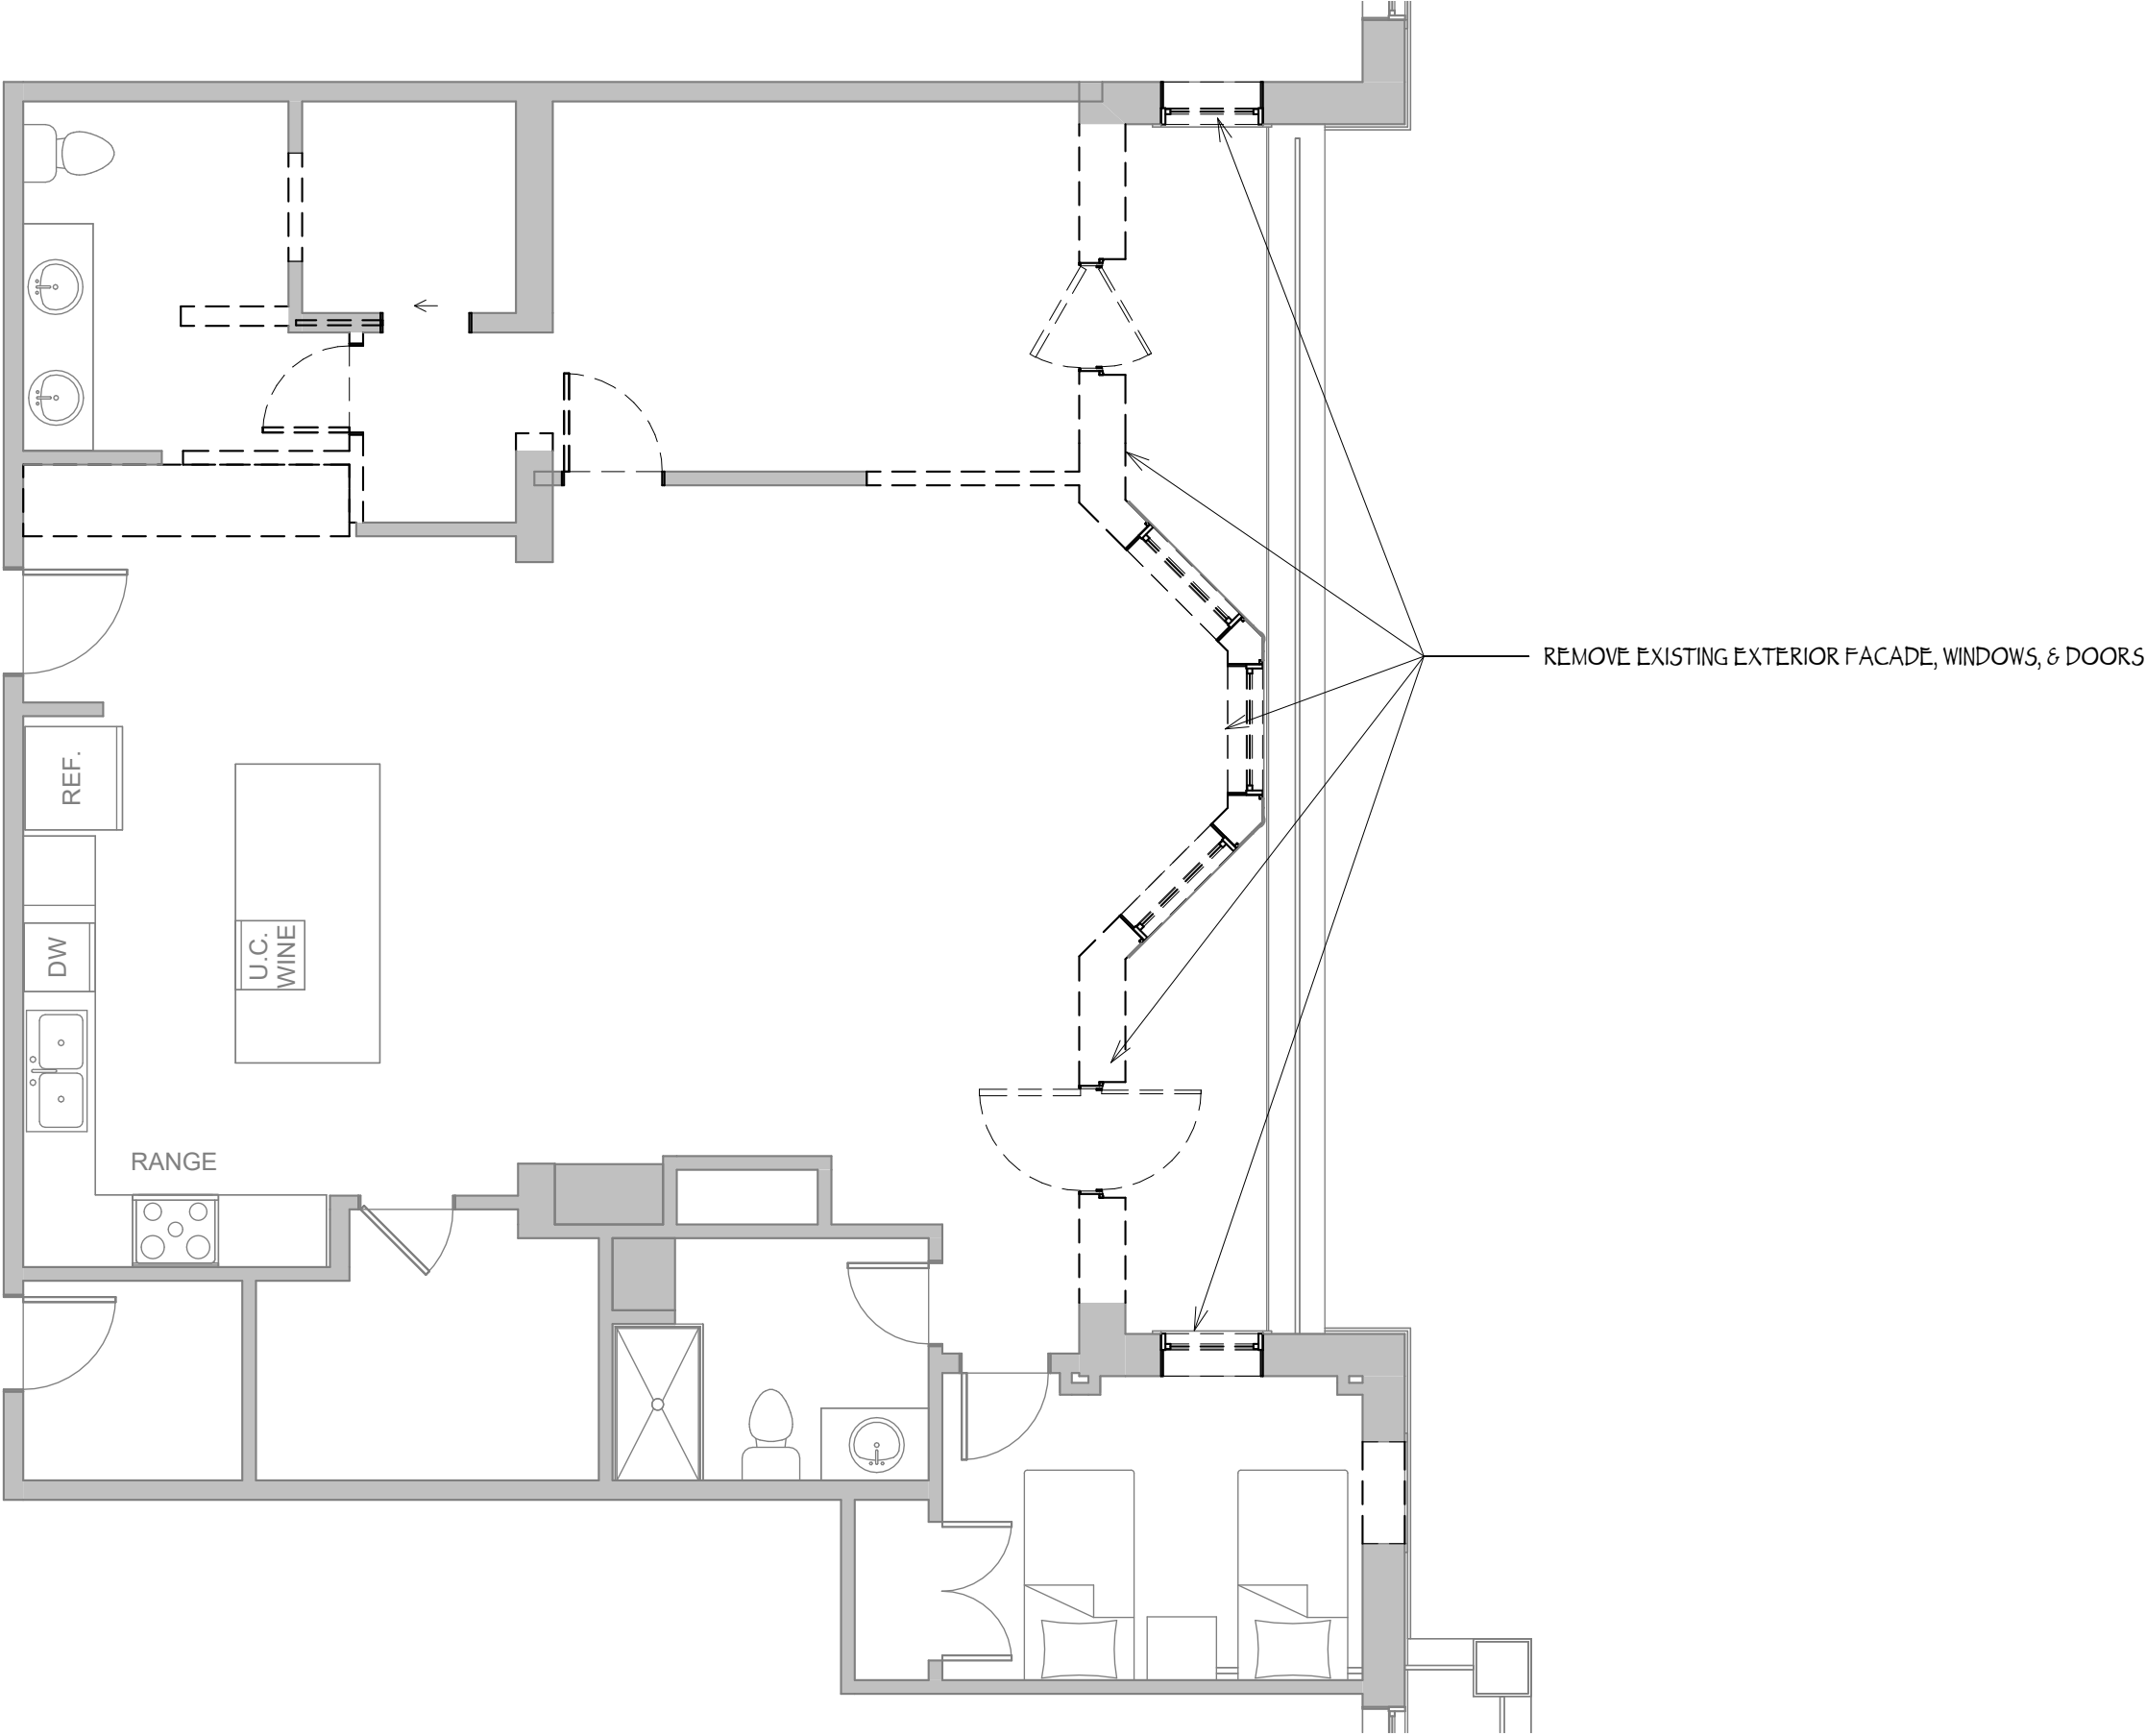 REMOVE EXISTING EXTERIOR FACADE, WINDOWS, & DOORS
REF.
DW
U.C.
WINE
RANGE